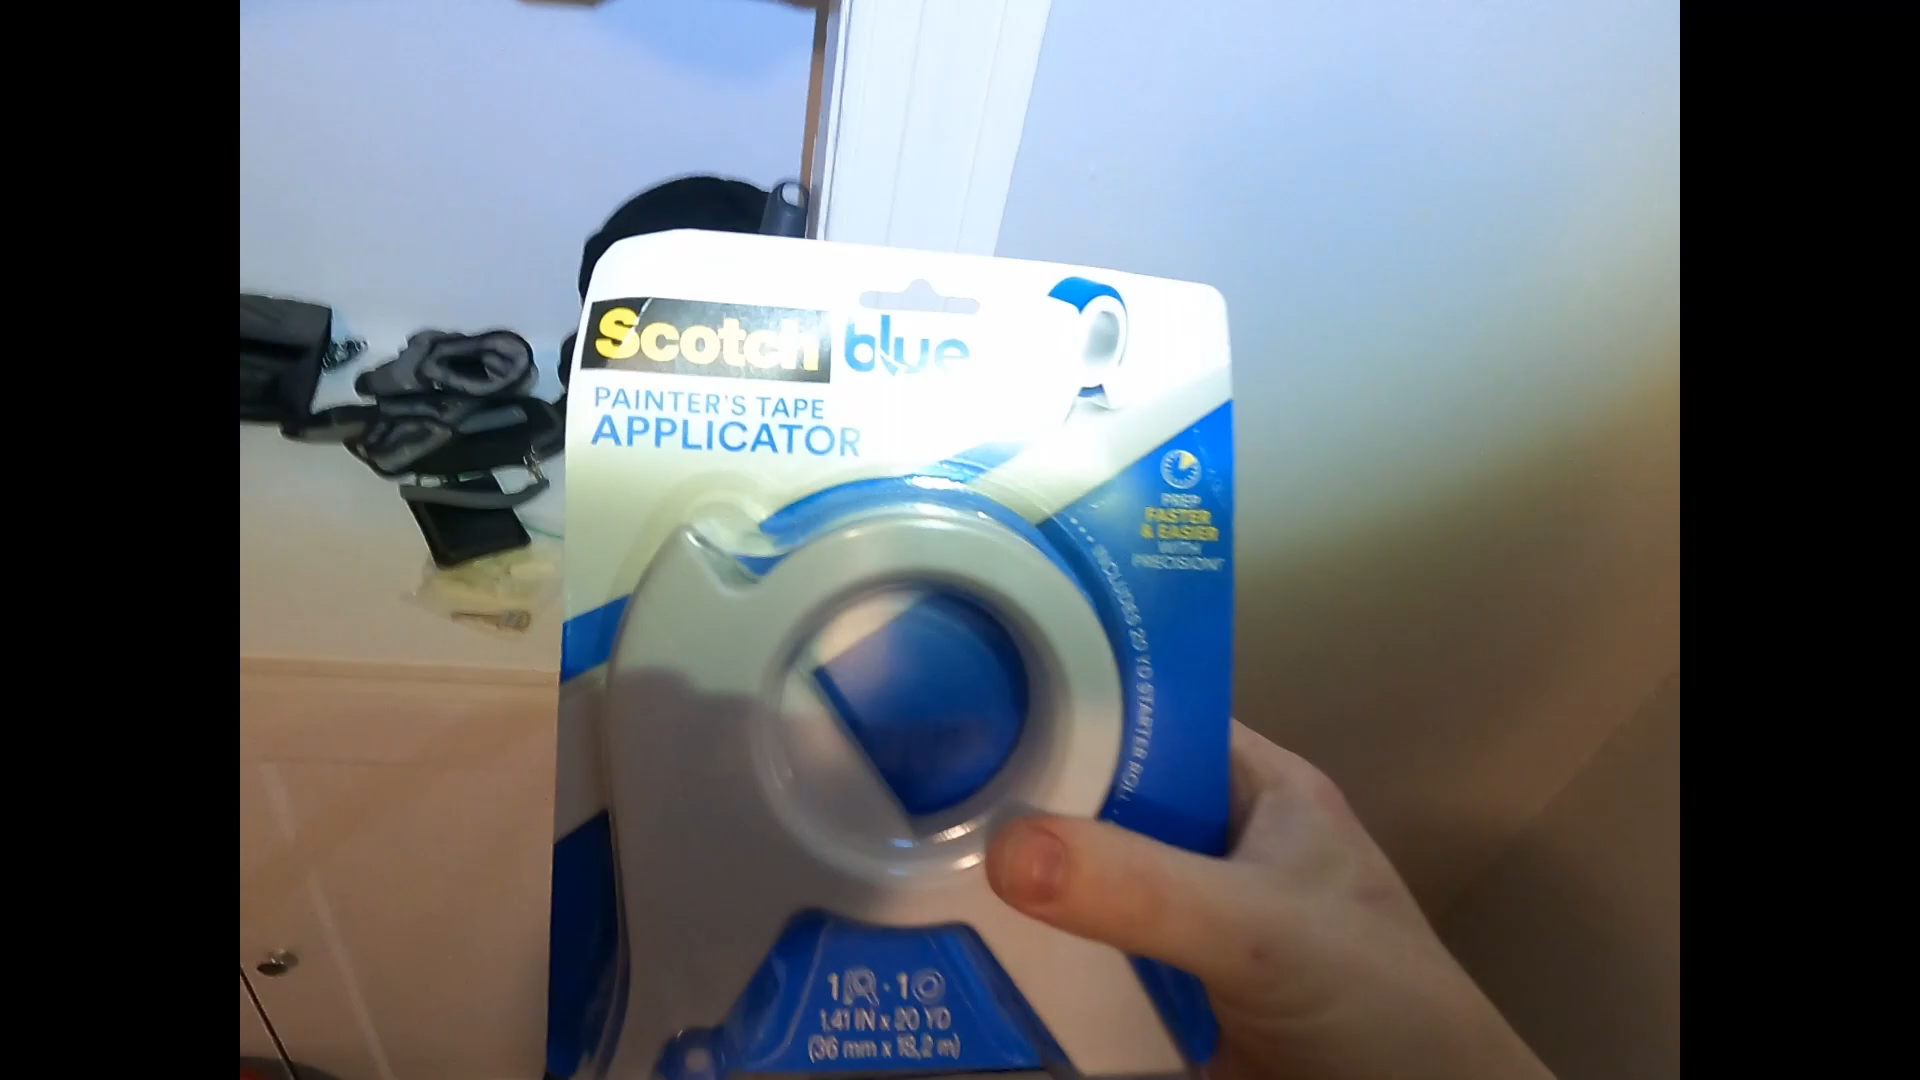 Scotch blue
PAINTER'S TAPE
APPLICATOR
PREP
FASTER
& EASIER
WITH
PRECISION!
INCLUDES 20 YD STARTER ROLL
1 · 1
1.41 IN x 20 YD
(36 mm x 18,2 m)